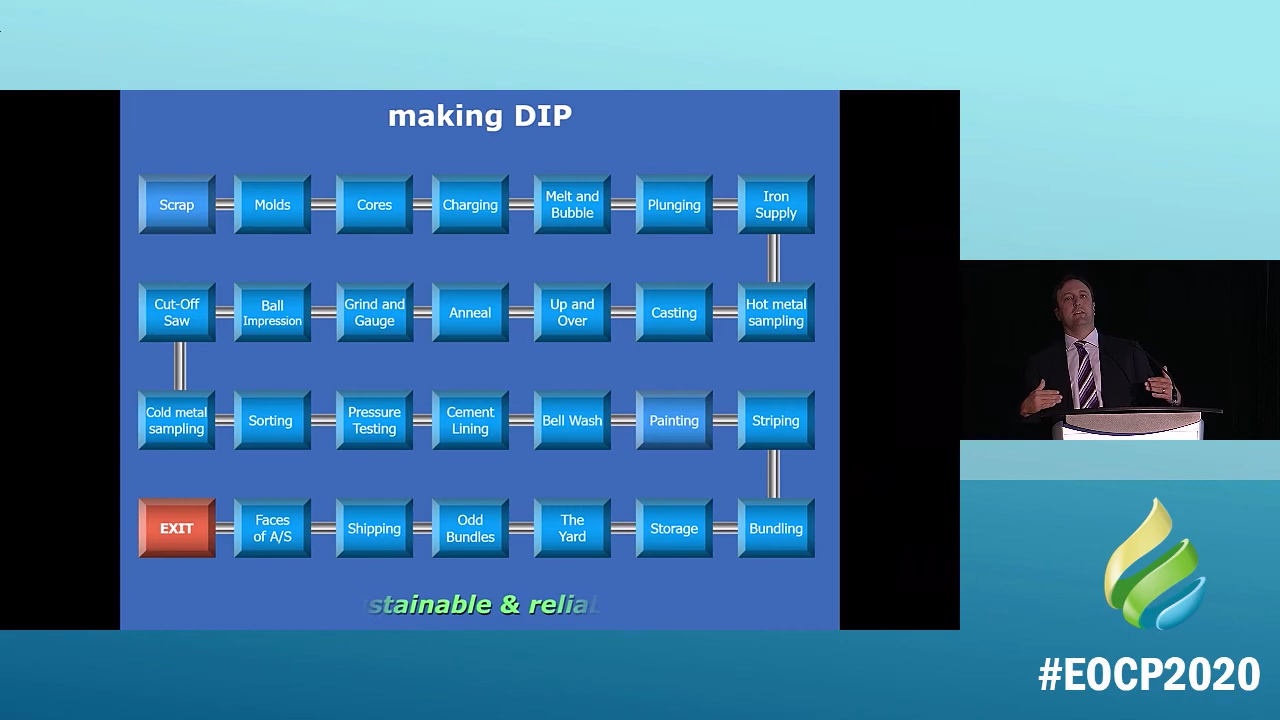 making DIP
Scrap
Molds
Cores
Charging
Melt and
Bubble
Plunging
Iron
Supply
Cut-Off
Saw
Ball
Impression
Grind and
Gauge
Anneal
Up and
Over
Casting
Hot metal
sampling
Cold metal
sampling
Sorting
Pressure
Testing
Cement
Lining
Bell Wash
Painting
Striping
EXIT
Faces
of A/S
Shipping
Odd
Bundles
The
Yard
Storage
Bundling
stainable & relia
#EOCP2020